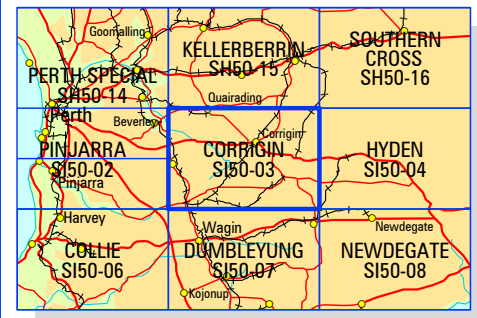 Goomalling
KELLERBERRIN
SH50-15
SOUTHERN
CROSS
SH50-16
PERTH SPECIAL
SH50-14
Quairading
Perth
Beverley
Corrigin
PINJARRA
SI50-02
Pinjarra
CORRIGIN
SI50-03
HYDEN
SI50-04
Harvey
Wagin
Newdegate
COLLIE
SI50-06
DUMBLEYUNG
SI50-07
NEWDEGATE
SI50-08
Kojonup